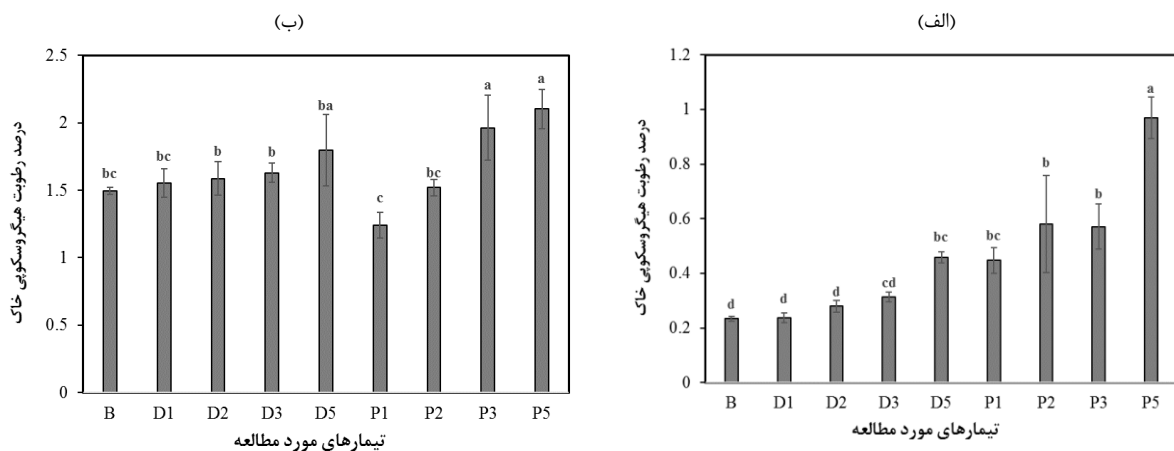 (الف)
درصد رطوبت هیگروسکوپی خاک
1.2
1
0.8
0.6
0.4
0.2
0
d
d
d
cd
bc
bc
b
b
a
B D1 D2 D3 D5 P1 P2 P3 P5
تیمارهای مورد مطالعه
(ب)
درصد رطوبت هیگروسکوپی خاک
2.5
2
1.5
1
0.5
0
bc
bc
b
b
ba
c
bc
a
a
B D1 D2 D3 D5 P1 P2 P3 P5
تیمارهای مورد مطالعه